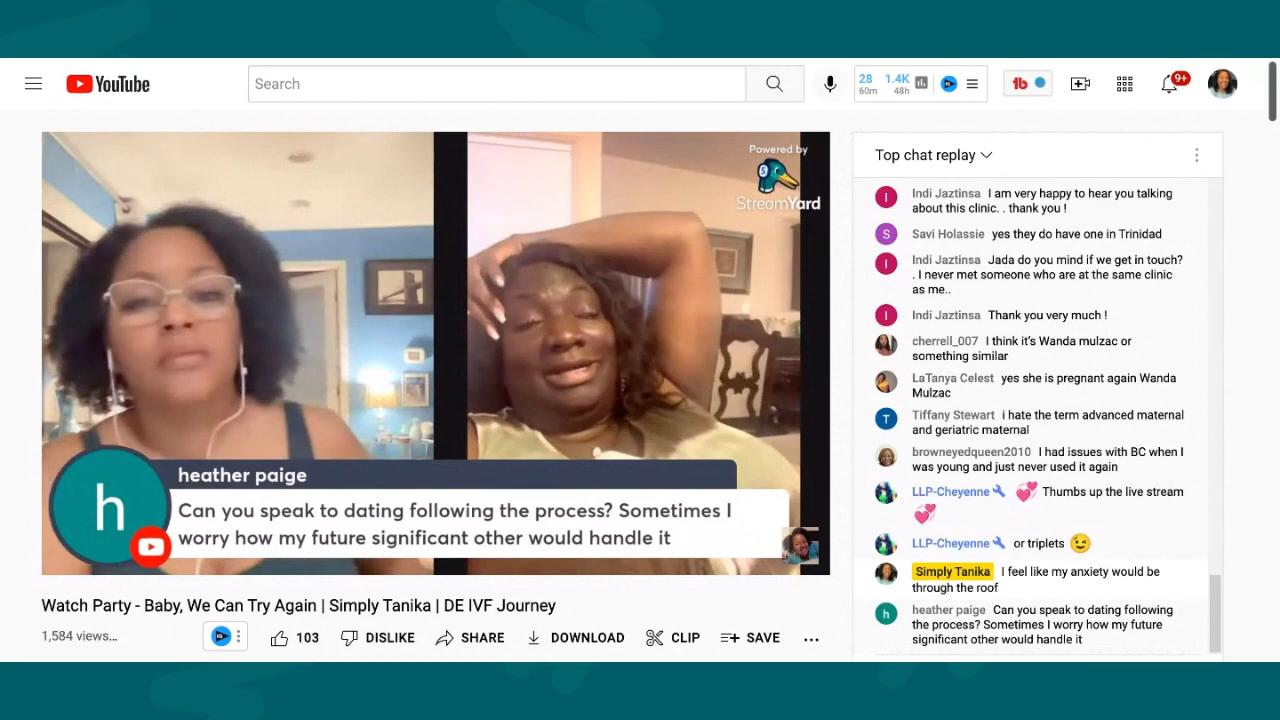 YouTube
Search
28
60m
1.4K
48h
9+
Powered by
StreamYard
heather paige
h
Can you speak to dating following the process? Sometimes I
worry how my future significant other would handle it
Watch Party - Baby, We Can Try Again | Simply Tanika | DE IVF Journey
1,584 views...
103
DISLIKE
SHARE
DOWNLOAD
CLIP
SAVE
...
Top chat replay
I
Indi Jaztinsa I am very happy to hear you talking
about this clinic. . thank you !
S
Savi Holassie yes they do have one in Trinidad
I
Indi Jaztinsa Jada do you mind if we get in touch?
. I never met someone who are at the same clinic
as me..
I
Indi Jaztinsa Thank you very much !
cherrell_007 I think it's Wanda mulzac or
something similar
LaTanya Celest yes she is pregnant again Wanda
Mulzac
T
Tiffany Stewart i hate the term advanced maternal
and geriatric maternal
browneyedqueen2010 I had issues with BC when I
was young and just never used it again
LLP-Cheyenne 💞 Thumbs up the live stream
💞
LLP-Cheyenne or triplets 😉
Simply Tanika I feel like my anxiety would be
through the roof
h
heather paige Can you speak to dating following
the process? Sometimes I worry how my future
significant other would handle it